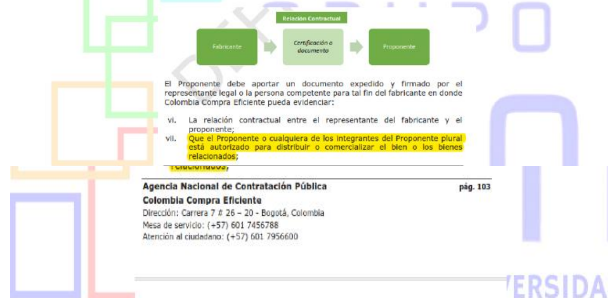 Relación Contractual
Fabricante
Certificación o
documento
Proponente
El Proponente debe aportar un documento expedido y firmado por el
representante legal o la persona competente para tal fin del fabricante en donde
Colombia Compra Eficiente pueda evidenciar:
vi. La relación contractual entre el representante del fabricante y el
proponente;
vii. Que el Proponente o cualquiera de los integrantes del Proponente plural
está autorizado para distribuir o comercializar el bien o los bienes
relacionados;
relacionados;
Agencia Nacional de Contratación Pública pág. 103
Colombia Compra Eficiente
Dirección: Carrera 7 # 26 – 20 - Bogotá, Colombia
Mesa de servicio: (+57) 601 7456788
Atención al ciudadano: (+57) 601 7956600